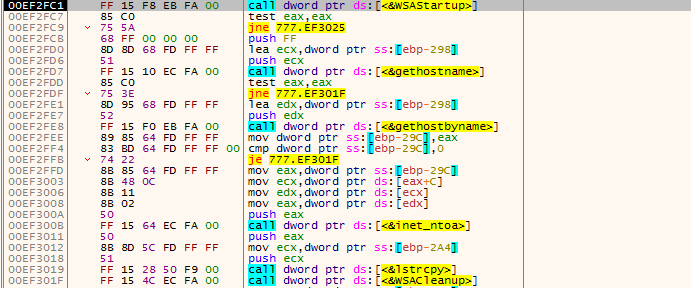 00EF2FC1 FF 15 F8 EB FA 00 call dword ptr ds:[<&WSAStartup>]
00EF2FC7 85 C0 test eax,eax
00EF2FC9 75 5A jne 777.EF3025
00EF2FCB 68 FF 00 00 00 push FF
00EF2FD0 8D 8D 68 FD FF FF lea ecx,dword ptr ss:[ebp-298]
00EF2FD6 51 push ecx
00EF2FD7 FF 15 10 EC FA 00 call dword ptr ds:[<&gethostname>]
00EF2FDD 85 C0 test eax,eax
00EF2FDF 75 3E jne 777.EF301F
00EF2FE1 8D 95 68 FD FF FF lea edx,dword ptr ss:[ebp-298]
00EF2FE7 52 push edx
00EF2FE8 FF 15 F0 EB FA 00 call dword ptr ds:[<&gethostbyname>]
00EF2FEE 89 85 64 FD FF FF mov dword ptr ss:[ebp-29C],eax
00EF2FF4 83 BD 64 FD FF FF 00 cmp dword ptr ss:[ebp-29C],0
00EF2FFB 74 22 je 777.EF301F
00EF2FFD 8B 85 64 FD FF FF mov eax,dword ptr ss:[ebp-29C]
00EF3003 8B 48 0C mov ecx,dword ptr ds:[eax+C]
00EF3006 8B 11 mov edx,dword ptr ds:[ecx]
00EF3008 8B 02 mov eax,dword ptr ds:[edx]
00EF300A 50 push eax
00EF300B FF 15 64 EC FA 00 call dword ptr ds:[<&inet_ntoa>]
00EF3011 50 push eax
00EF3012 8B 8D 5C FD FF FF mov ecx,dword ptr ss:[ebp-2A4]
00EF3018 51 push ecx
00EF3019 FF 15 28 50 F9 00 call dword ptr ds:[<&lstrcpy>]
00EF301F FF 15 4C EC FA 00 call dword ptr ds:[<&WSACleanup>]